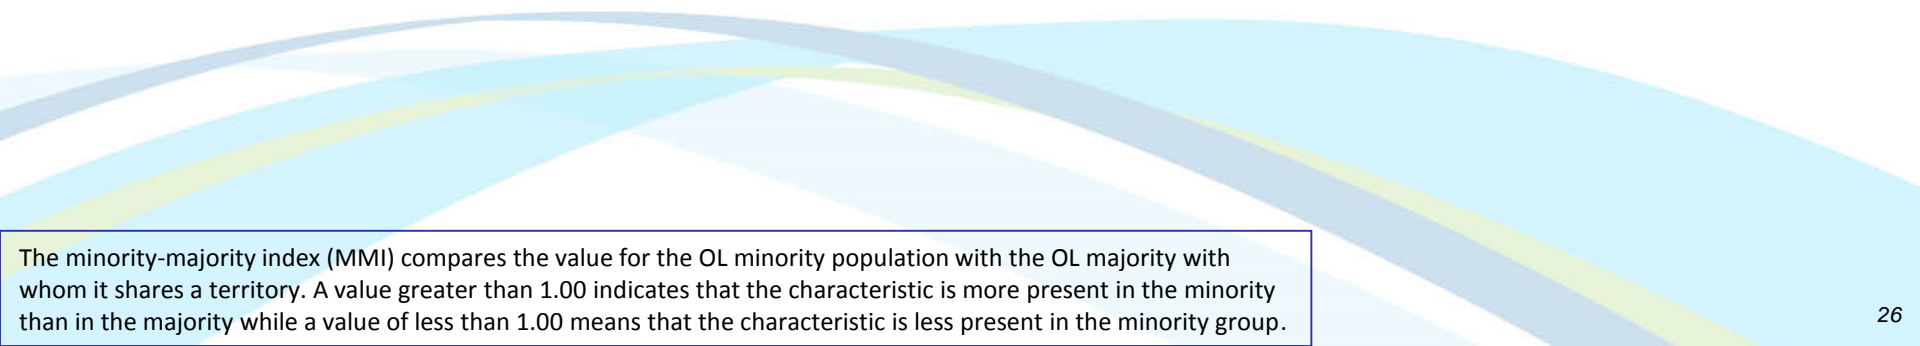 The minority-majority index (MMI) compares the value for the OL minority population with the OL majority with
whom it shares a territory. A value greater than 1.00 indicates that the characteristic is more present in the minority
than in the majority while a value of less than 1.00 means that the characteristic is less present in the minority group.
26